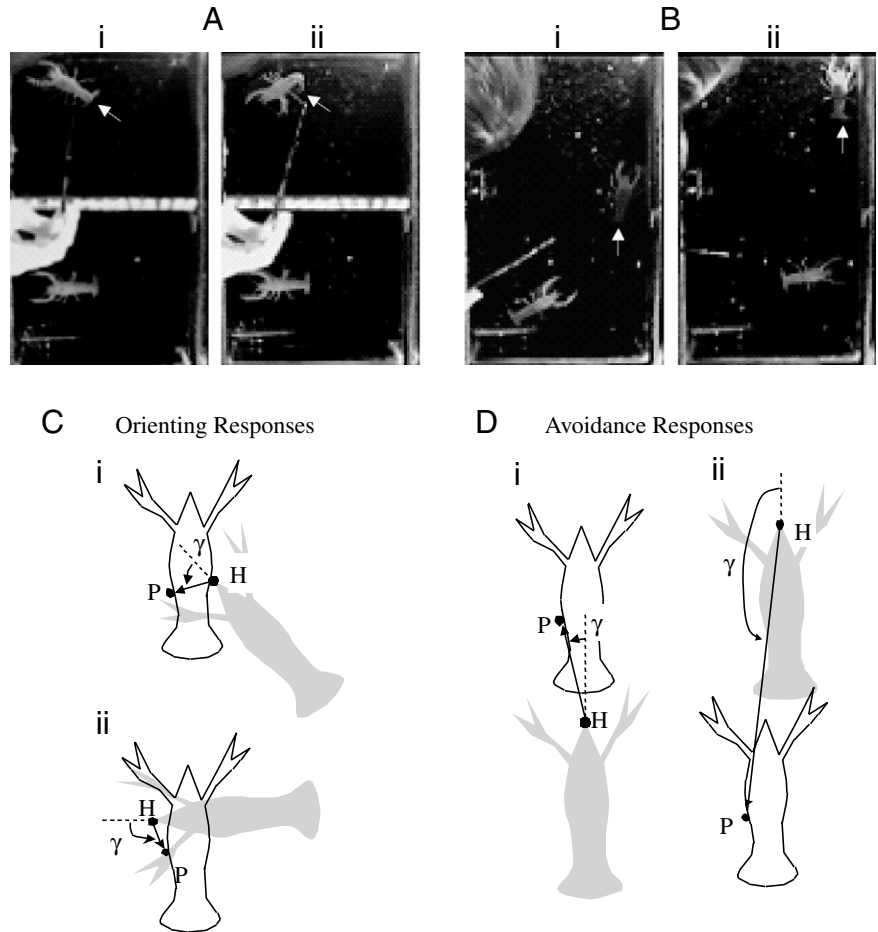 A B
i ii i ii
C Orienting Responses D Avoidance Responses
i i ii
γ H H
P γ
P γ
H
ii
H
γ P P